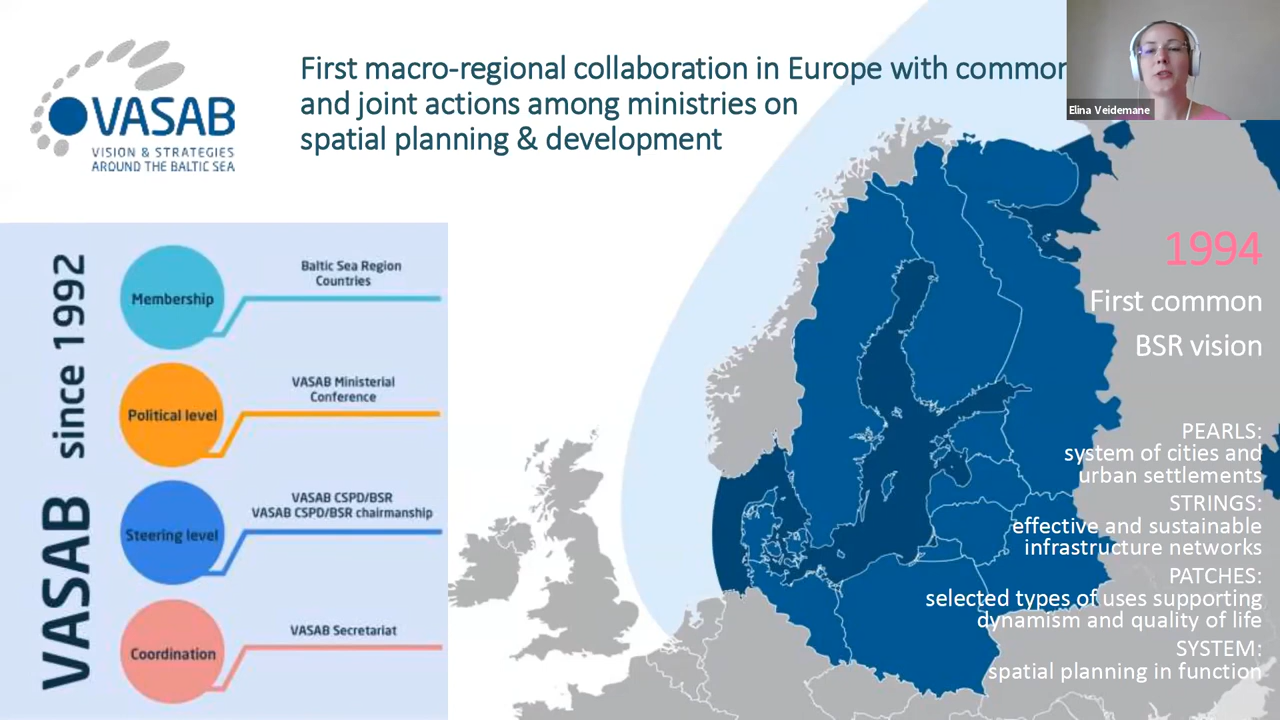 VASAB
VISION & STRATEGIES
AROUND THE BALTIC SEA
First macro-regional collaboration in Europe with common
and joint actions among ministries on
spatial planning & development
Elina Veidemane
VASAB since 1992
Membership
Baltic Sea Region
Countries
Political level
VASAB Ministerial
Conference
Steering level
VASAB CSPD/BSR
VASAB CSPD/BSR chairmanship
Coordination
VASAB Secretariat
1994
First common
BSR vision
PEARLS:
system of cities and
urban settlements
STRINGS:
effective and sustainable
infrastructure networks
PATCHES:
selected types of uses supporting
dynamism and quality of life
SYSTEM:
spatial planning in function